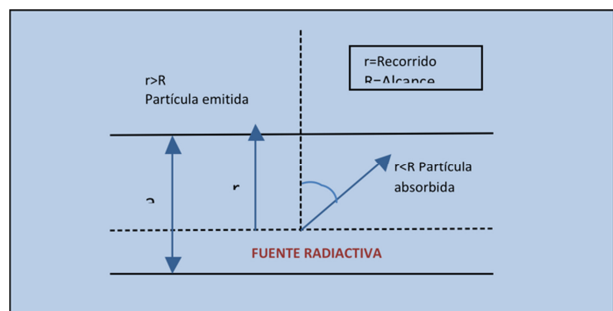 r>R
Partícula emitida
r=Recorrido
R=Alcance
r<R Partícula
absorbida
r
FUENTE RADIACTIVA